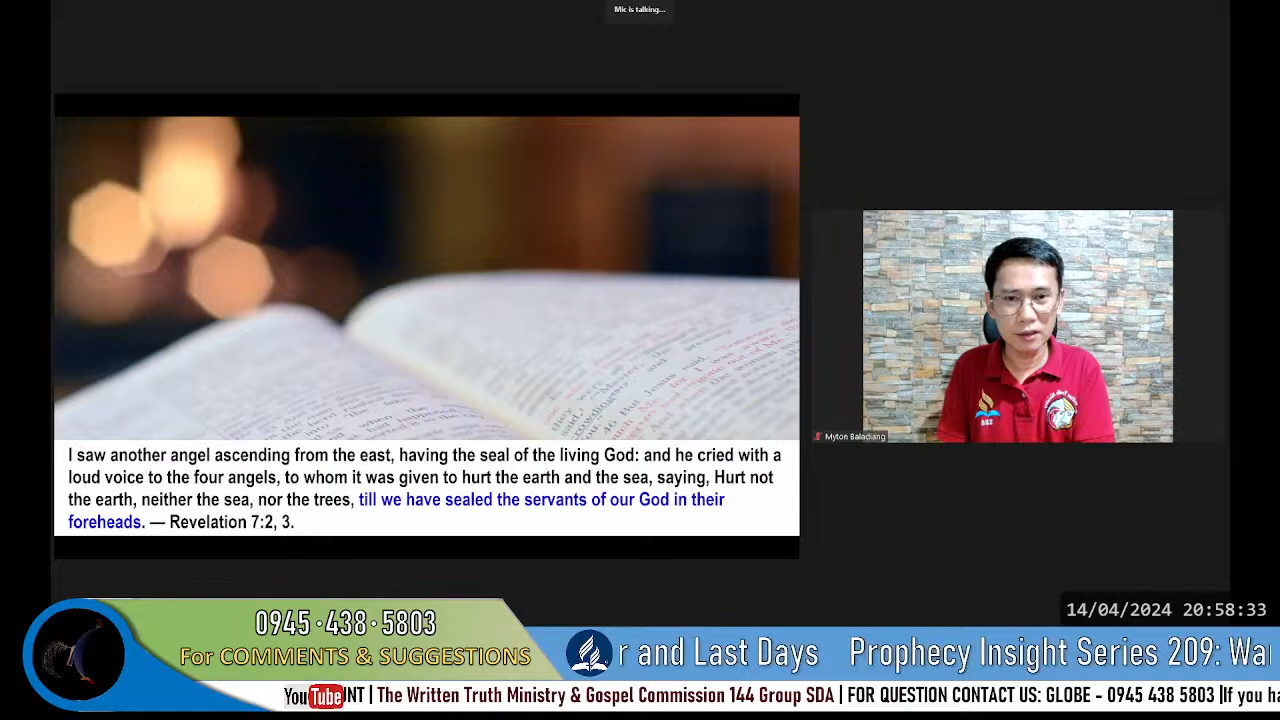 Mic is talking...
I saw another angel ascending from the east, having the seal of the living God: and he cried with a
loud voice to the four angels, to whom it was given to hurt the earth and the sea, saying, Hurt not
the earth, neither the sea, nor the trees, till we have sealed the servants of our God in their
foreheads. — Revelation 7:2, 3.
Myton Baladiang
14/04/2024 20:58:33
0945·438·5803
For COMMENTS & SUGGESTIONS
r and Last Days Prophecy Insight Series 209: Wa
YouTube NT | The Written Truth Ministry & Gospel Commission 144 Group SDA | FOR QUESTION CONTACT US: GLOBE - 0945 438 5803 |If you ha